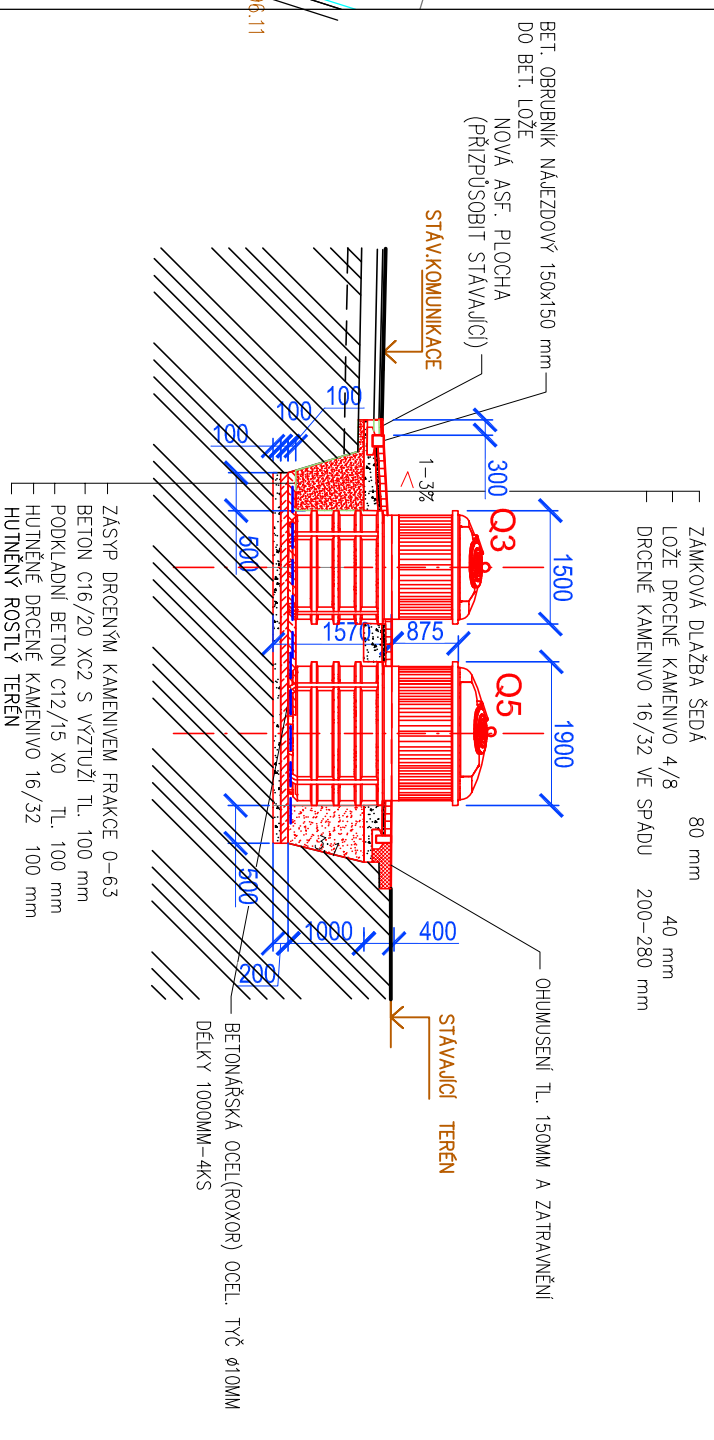 96.11
BET. OBRUBNÍK NÁJEZDOVÝ 150x150 mm
DO BET. LOŽE
NOVÁ ASF. PLOCHA
(PŘIZPŮSOBIT STÁVAJÍCÍ)
STÁV.KOMUNIKACE
ZÁMKOVÁ DLAŽBA ŠEDÁ 80 mm
LOŽE DRCENÉ KAMENIVO 4/8 40 mm
DRCENÉ KAMENIVO 16/32 VE SPÁDU 200-280 mm
300
1-3%
1500
1900
Q3
Q5
875
1570
100
100
100
500
500
400
1000
200
5:1
OHUMUSENÍ TL. 150MM A ZATRAVNĚNÍ
STÁVAJÍCÍ TERÉN
BETONÁŘSKÁ OCEL(ROXOR) OCEL. TYČ ø10MM
DÉLKY 1000MM-4KS
ZÁSYP DRCENÝM KAMENIVEM FRAKCE 0-63
BETON C16/20 XC2 S VÝZTUŽÍ TL. 100 mm
PODKLADNÍ BETON C12/15 X0 TL. 100 mm
HUTNĚNÉ DRCENÉ KAMENIVO 16/32 100 mm
HUTNĚNÝ ROSTLÝ TERÉN